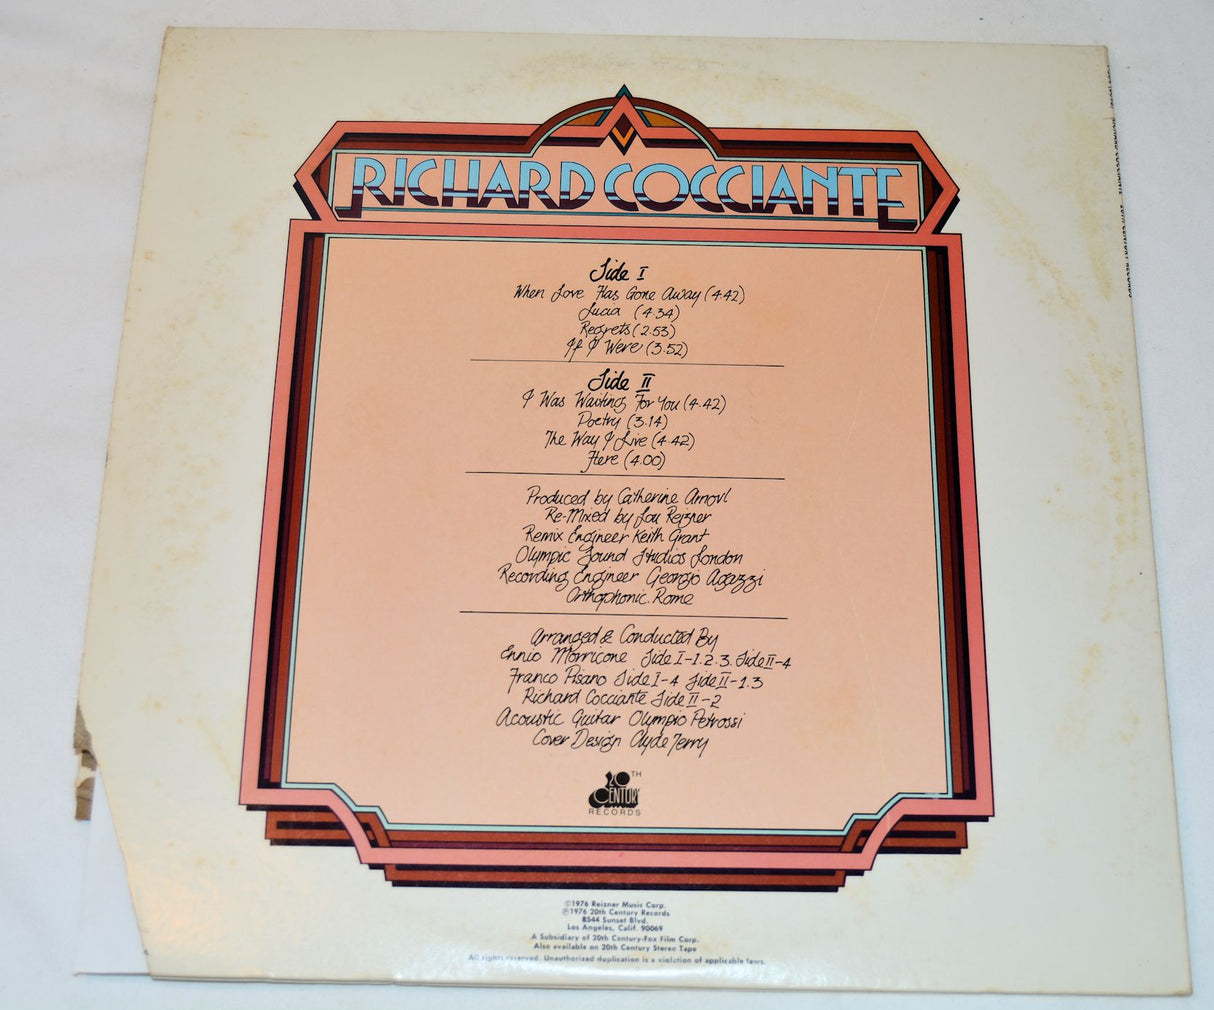 RICHARD COCCIANTE
Side I
When Love Has Gone Away (4.42)
Lucia (4.34)
Regrets (2.53)
If I Were (3.52)
Side II
I Was Waiting For You (4.42)
Poetry (3.14)
The Way I Live (4.42)
Here (4.00)
Produced by Catherine Arnovl
Re-Mixed by Lou Reizner
Remix Engineer Keith Grant
Olympic Sound Studios London
Recording Engineer Georgio Agazzi
Orthophonic. Rome
Arranged & Conducted By
Ennio Morricone Side I-1.2.3. Side II-4
Franco Pisano Side I-4 Side II-1.3
Richard Cocciante Side II-2
Acoustic Guitar Olympio Petrossi
Cover Design Clyde Terry
20TH
CENTURY
RECORDS
©1976 Reizner Music Corp.
℗1976 20th Century Records
8544 Sunset Blvd.
Los Angeles, Calif. 90069
A Subsidiary of 20th Century-Fox Film Corp.
Also available on 20th Century Stereo Tape
All rights reserved. Unauthorized duplication is a violation of applicable laws.
RICHARD COCCIANTE 20TH CENTURY RECORDS